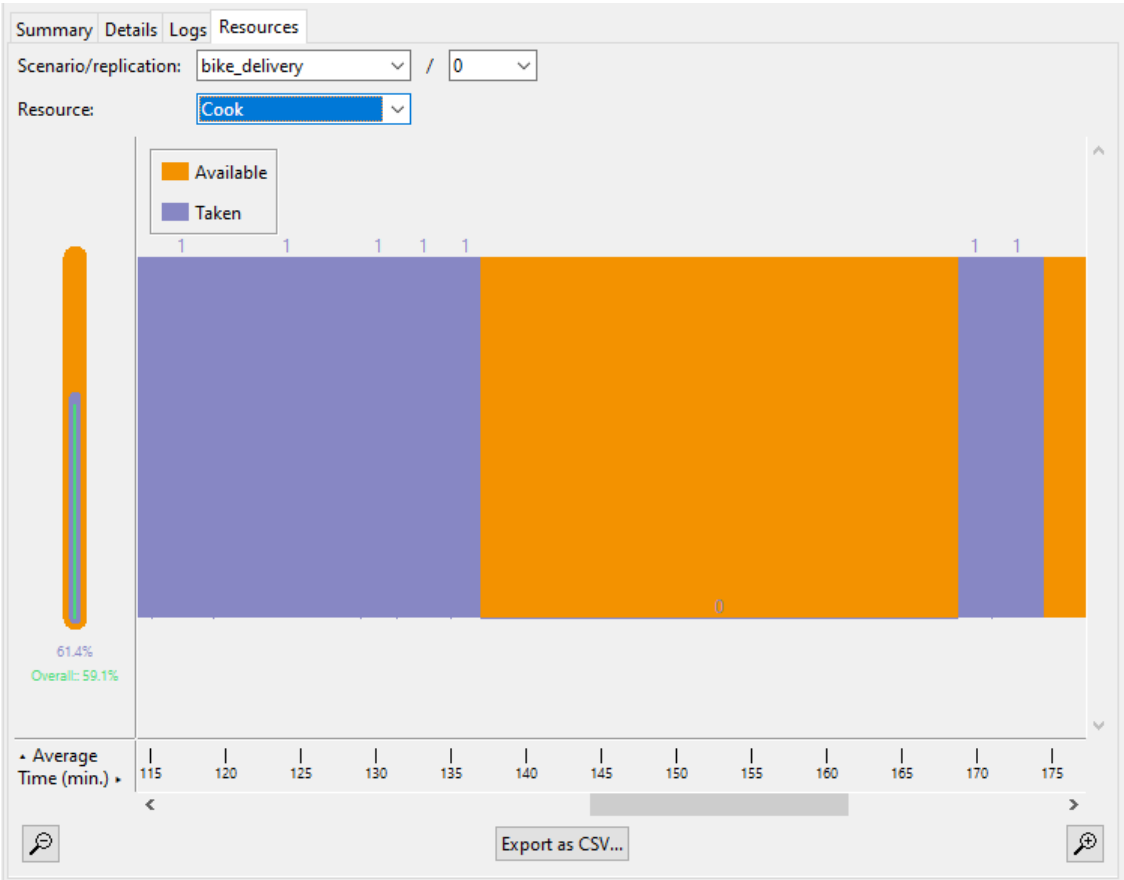 Summary Details Logs Resources
Scenario/replication: bike_delivery / 0
Resource: Cook
Available
Taken
1 1 1 1 1 1 1
0
61.4%
Overall:: 59.1%
Average
Time (min.)
115 120 125 130 135 140 145 150 155 160 165 170 175
Export as CSV...